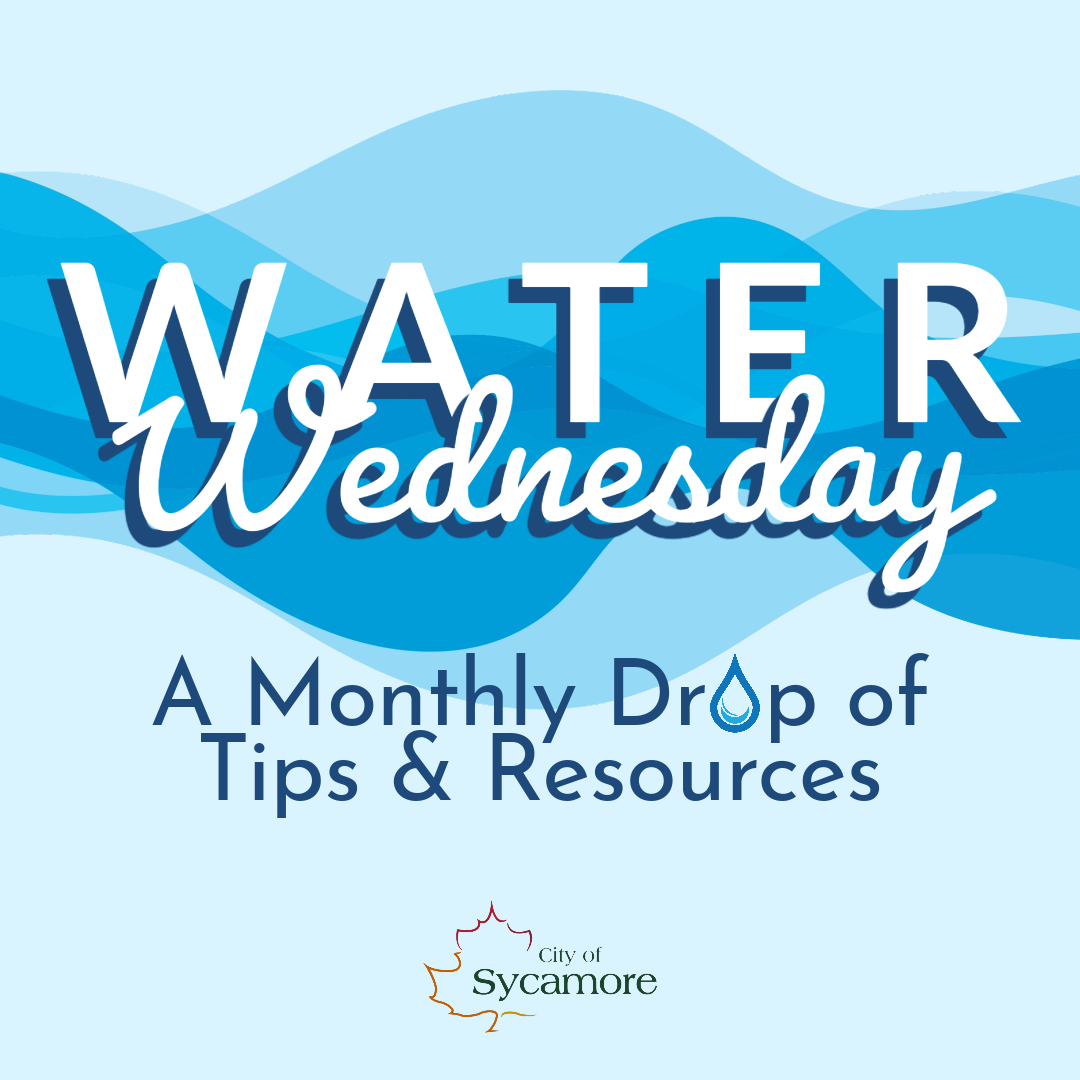 WATER
Wednesday
A Monthly Drop of
Tips & Resources
City of
Sycamore